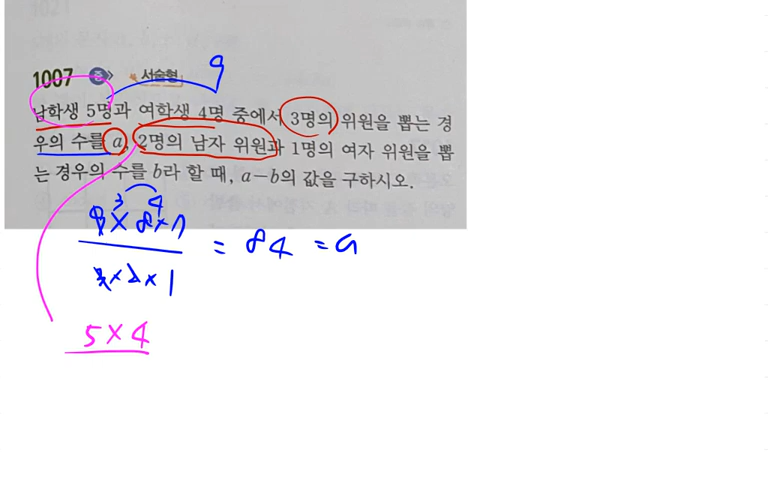 1007 중 서술형
9
남학생 5명과 여학생 4명 중에서 3명의 위원을 뽑는 경
우의 수를 a, 2명의 남자 위원과 1명의 여자 위원을 뽑
는 경우의 수를 b라 할 때, a-b의 값을 구하시오.
3 4
9×8×7
3×2×1
= 84 = a
5×4